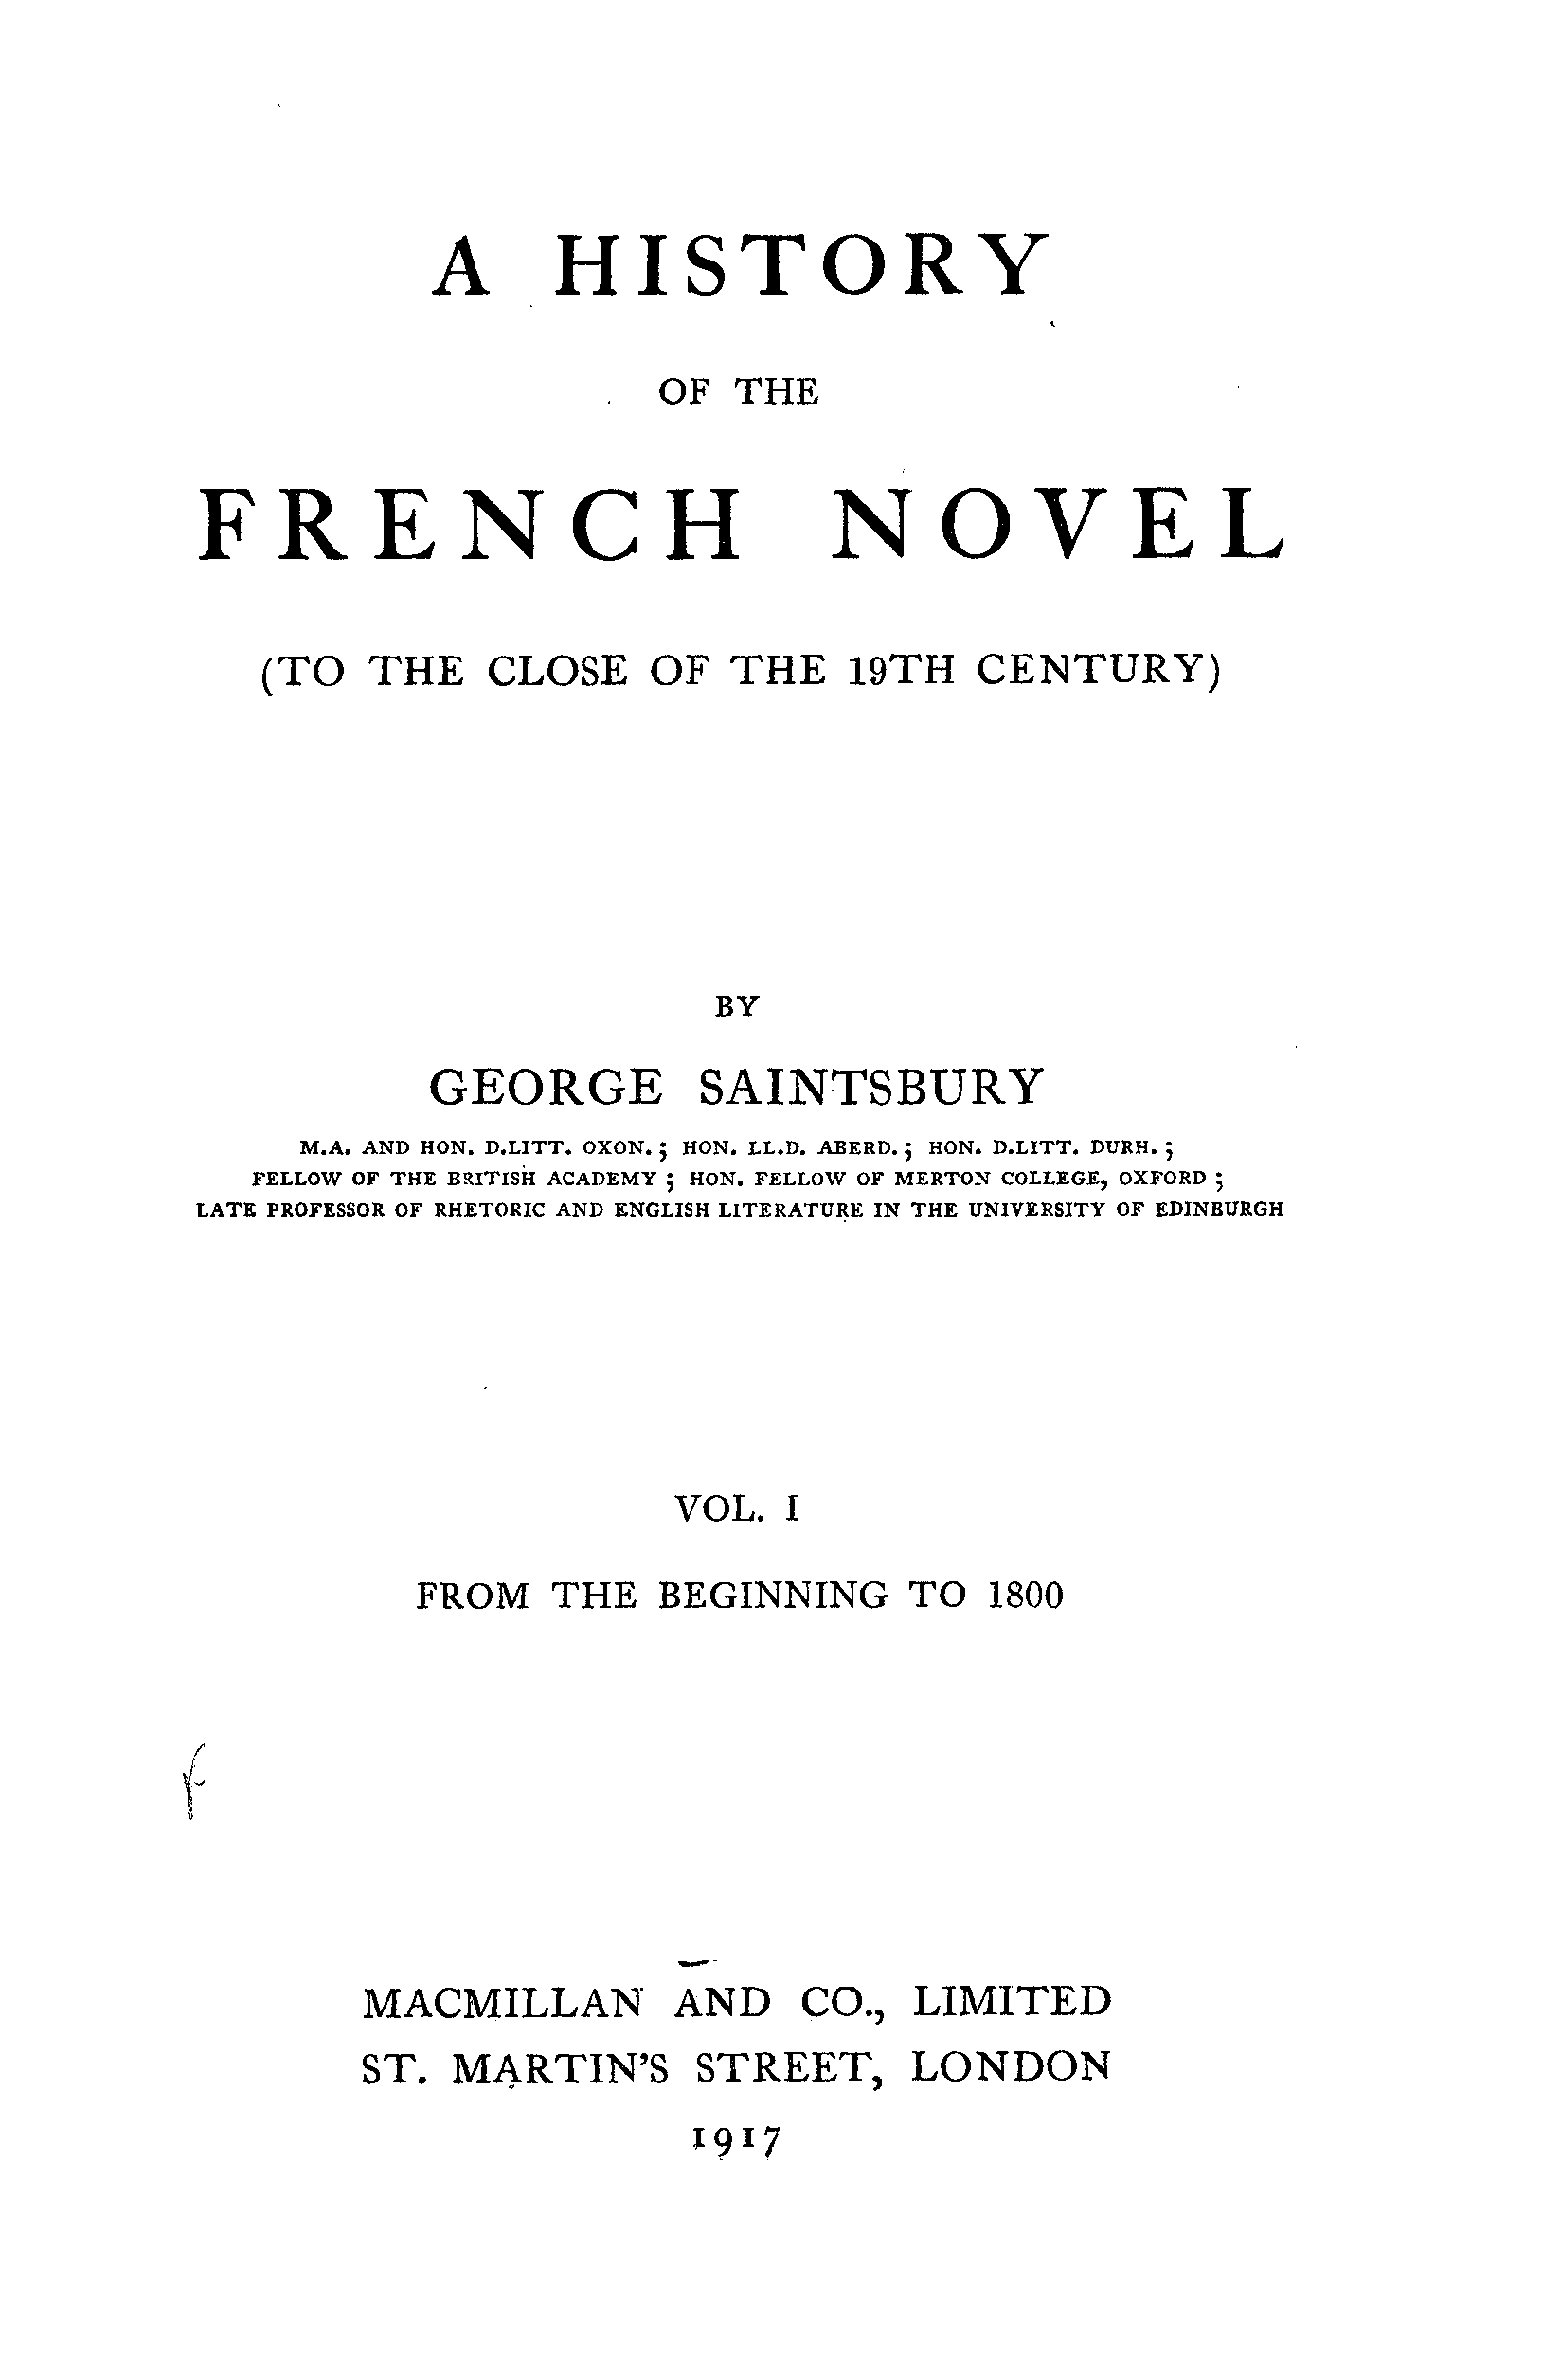 A HISTORY
OF THE
FRENCH NOVEL
(TO THE CLOSE OF THE 19TH CENTURY)
BY
GEORGE SAINTSBURY
M.A. AND HON. D.LITT. OXON.; HON. LL.D. ABERD.; HON. D.LITT. DURH.;
FELLOW OF THE BRITISH ACADEMY; HON. FELLOW OF MERTON COLLEGE, OXFORD;
LATE PROFESSOR OF RHETORIC AND ENGLISH LITERATURE IN THE UNIVERSITY OF EDINBURGH
VOL. I
FROM THE BEGINNING TO 1800
MACMILLAN AND CO., LIMITED
ST. MARTIN'S STREET, LONDON
1917